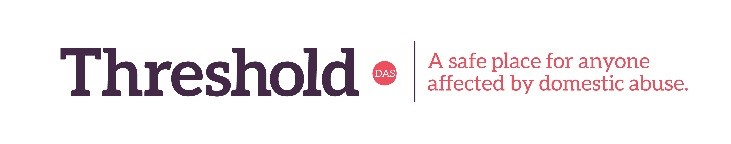 Threshold
DAS
A safe place for anyone
affected by domestic abuse.